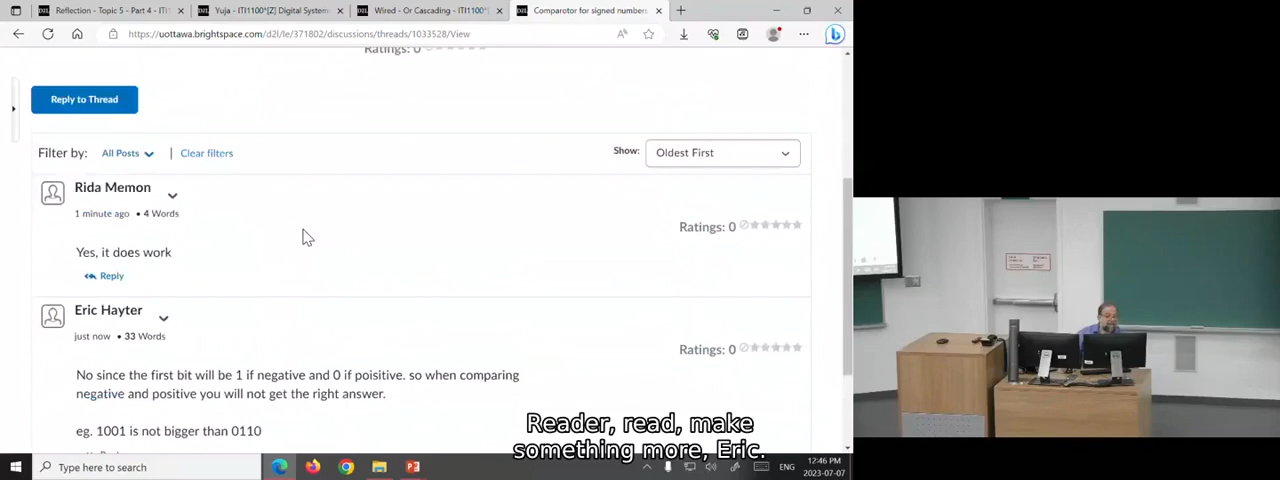 Reflection - Topic 5 - Part 4 - ITI1
Yuja - ITI1100*[Z] Digital System
Wired - Or Cascading - ITI1100*
Comparotor for signed numbers
https://uottawa.brightspace.com/d2l/le/371802/discussions/threads/1033528/View
Ratings: 0
Reply to Thread
Filter by: All Posts | Clear filters
Show: Oldest First
Rida Memon
1 minute ago • 4 Words
Ratings: 0
Yes, it does work
Reply
Eric Hayter
just now • 33 Words
Ratings: 0
No since the first bit will be 1 if negative and 0 if poisitive. so when comparing
negative and positive you will not get the right answer.
eg. 1001 is not bigger than 0110
Reader, read, make
something more, Eric.
Type here to search
ENG
12:46 PM
2023-07-07